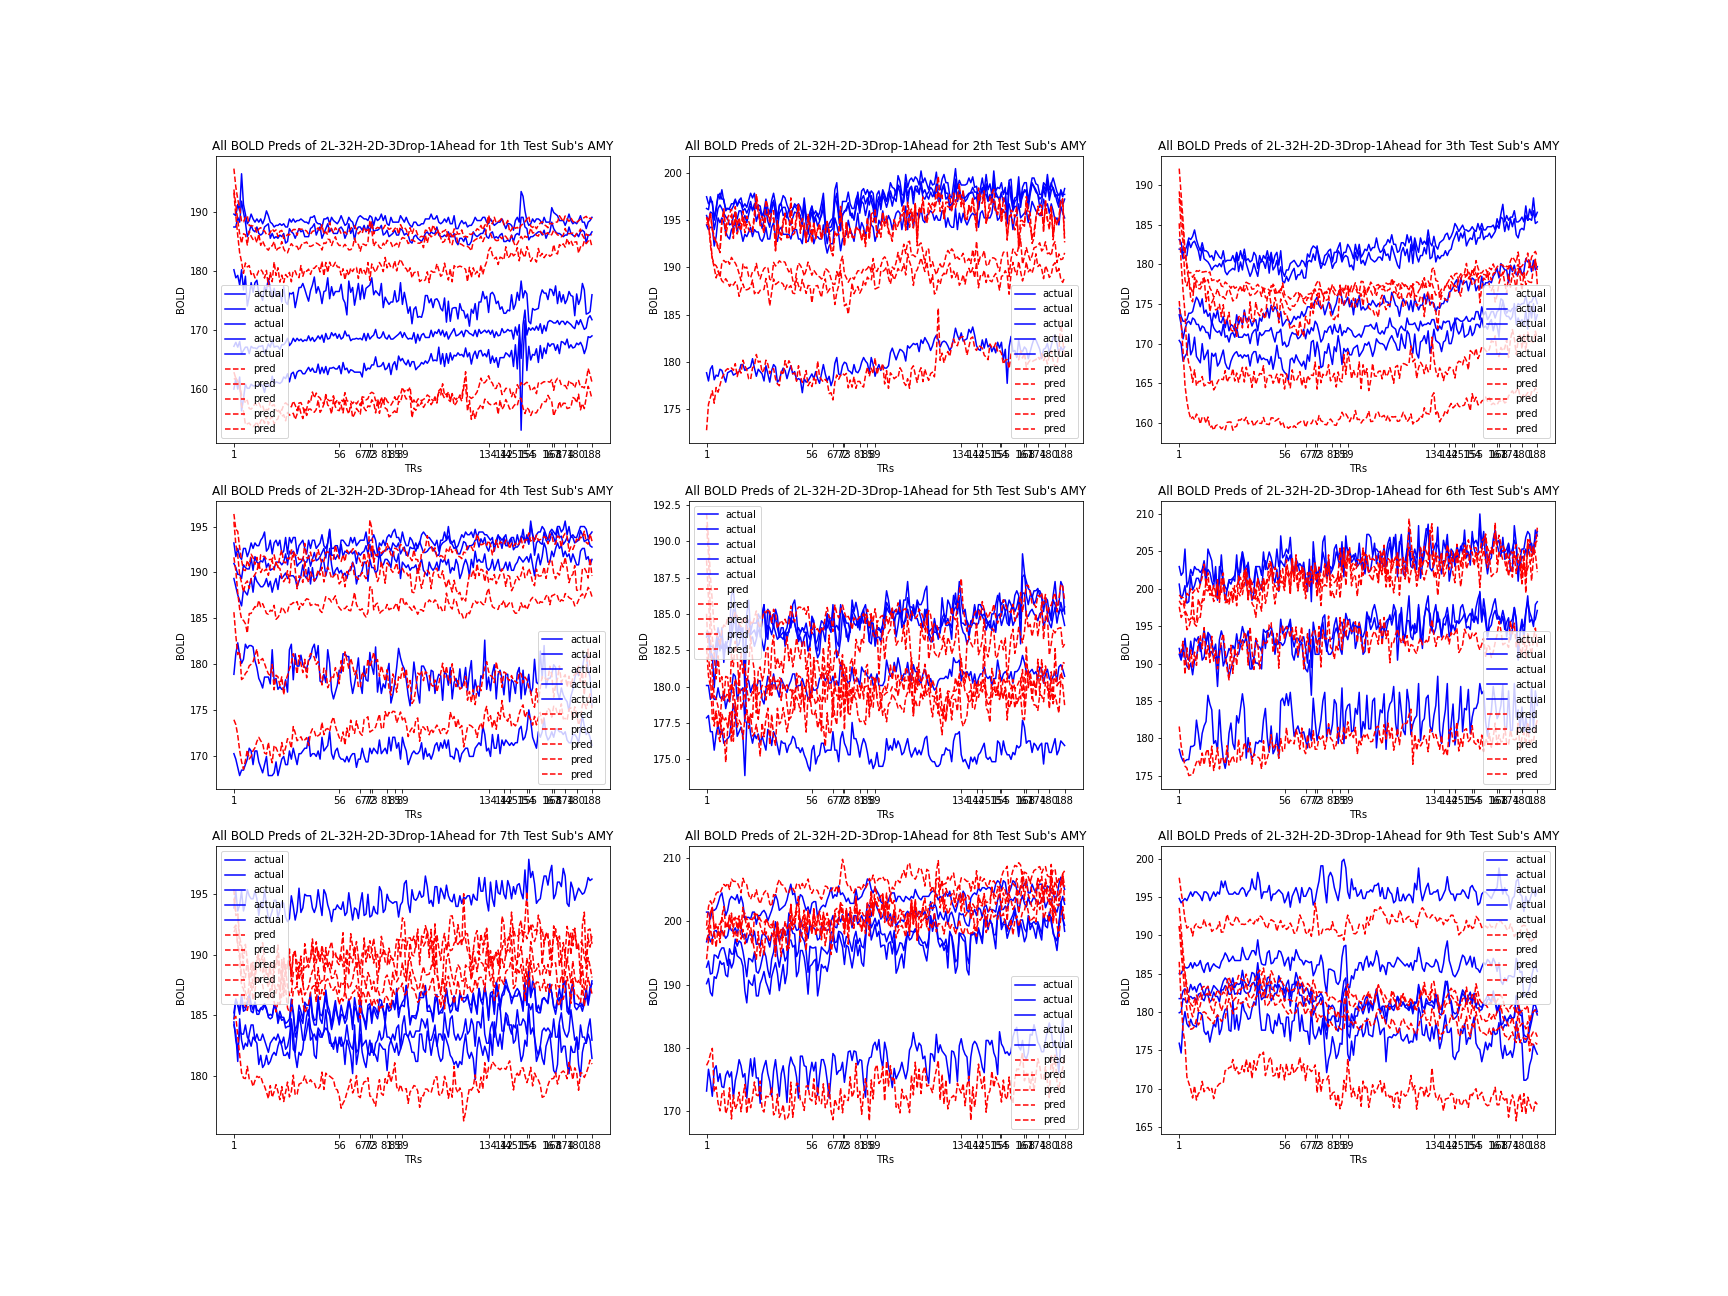 All BOLD Preds of 2L-32H-2D-3Drop-1Ahead for 1th Test Sub's AMY
BOLD
190
180
170
160
actual
actual
actual
actual
actual
pred
pred
pred
pred
pred
1 56 134 188
TRs
All BOLD Preds of 2L-32H-2D-3Drop-1Ahead for 2th Test Sub's AMY
BOLD
200
195
190
185
180
175
actual
actual
actual
actual
actual
pred
pred
pred
pred
pred
1 56 134 188
TRs
All BOLD Preds of 2L-32H-2D-3Drop-1Ahead for 3th Test Sub's AMY
BOLD
190
185
180
175
170
165
160
actual
actual
actual
actual
actual
pred
pred
pred
pred
pred
1 56 134 188
TRs
All BOLD Preds of 2L-32H-2D-3Drop-1Ahead for 4th Test Sub's AMY
BOLD
195
190
185
180
175
170
actual
actual
actual
actual
actual
pred
pred
pred
pred
pred
1 56 134 188
TRs
All BOLD Preds of 2L-32H-2D-3Drop-1Ahead for 5th Test Sub's AMY
BOLD
192.5
190.0
187.5
185.0
182.5
180.0
177.5
175.0
actual
actual
actual
actual
actual
pred
pred
pred
pred
pred
1 56 134 188
TRs
All BOLD Preds of 2L-32H-2D-3Drop-1Ahead for 6th Test Sub's AMY
BOLD
210
205
200
195
190
185
180
175
actual
actual
actual
actual
actual
pred
pred
pred
pred
pred
1 56 134 188
TRs
All BOLD Preds of 2L-32H-2D-3Drop-1Ahead for 7th Test Sub's AMY
BOLD
195
190
185
180
actual
actual
actual
actual
actual
pred
pred
pred
pred
pred
1 56 134 188
TRs
All BOLD Preds of 2L-32H-2D-3Drop-1Ahead for 8th Test Sub's AMY
BOLD
210
200
190
180
170
actual
actual
actual
actual
actual
pred
pred
pred
pred
pred
1 56 134 188
TRs
All BOLD Preds of 2L-32H-2D-3Drop-1Ahead for 9th Test Sub's AMY
BOLD
200
195
190
185
180
175
170
165
actual
actual
actual
actual
actual
pred
pred
pred
pred
pred
1 56 134 188
TRs